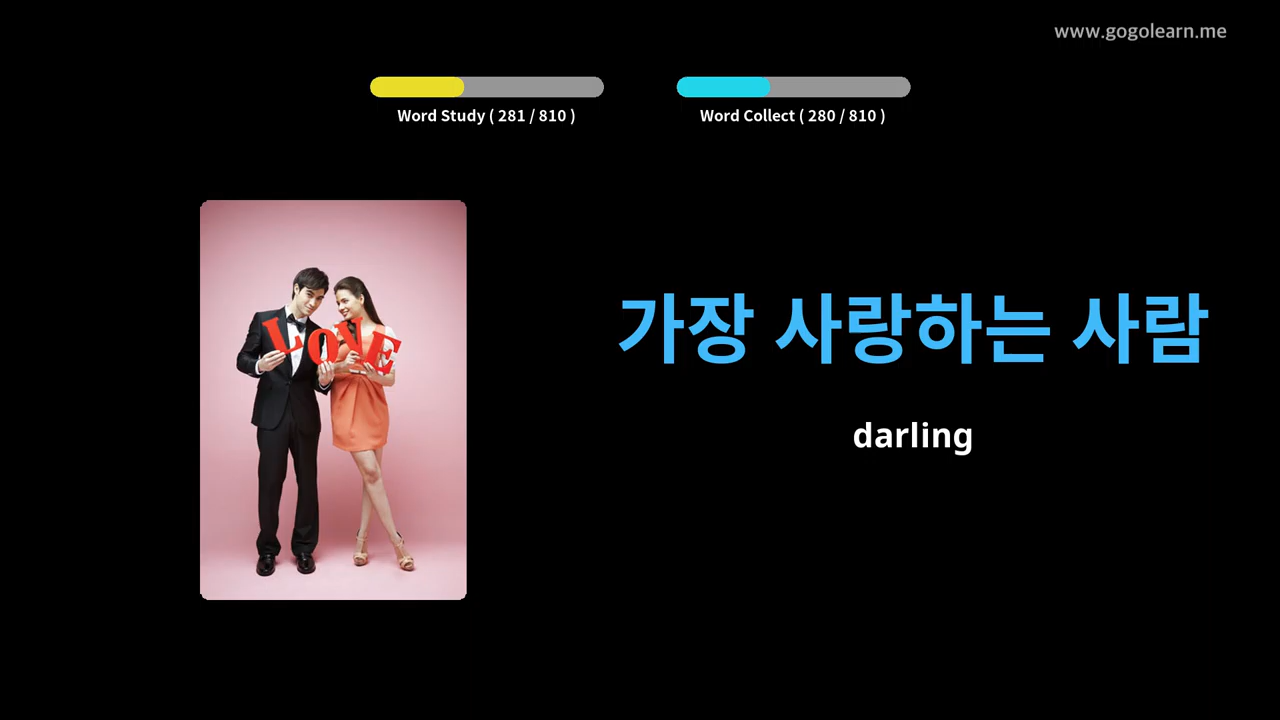 www.gogolearn.me
Word Study ( 281 / 810 )
Word Collect ( 280 / 810 )
LOVE
가장 사랑하는 사람
darling